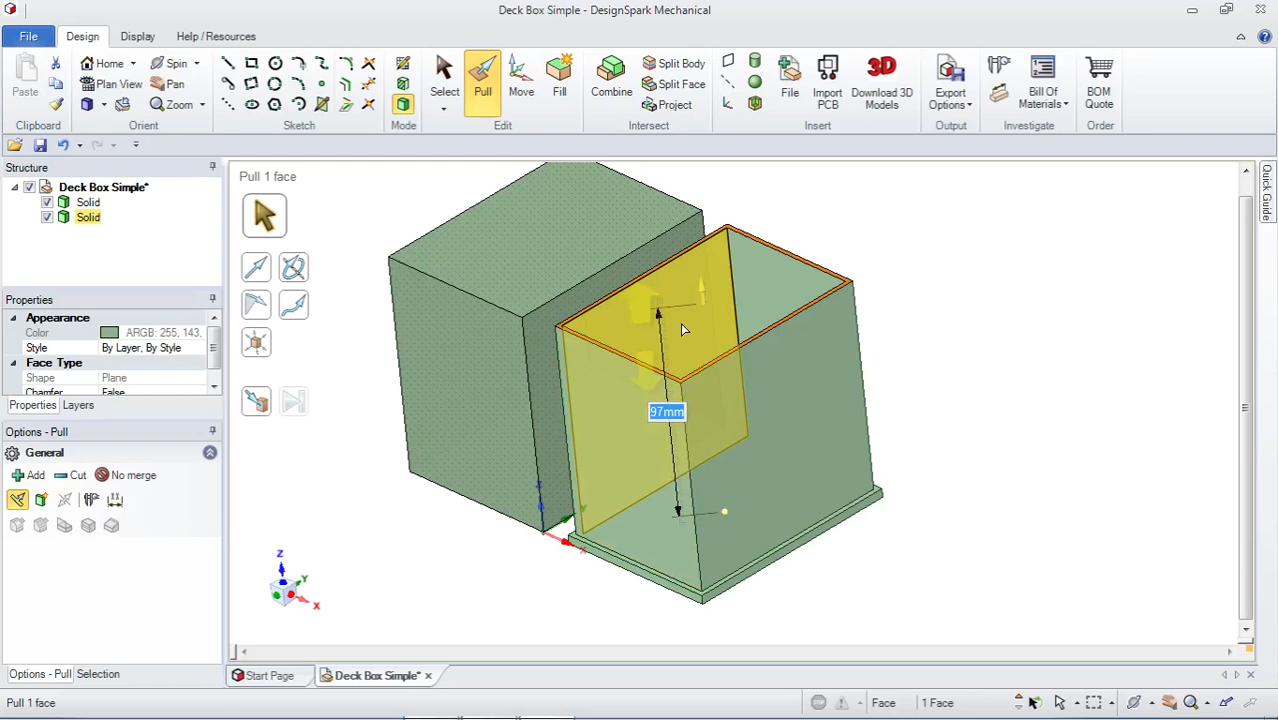 Deck Box Simple - DesignSpark Mechanical
File Design Display Help / Resources
Paste Home Plan View Spin Pan Zoom Select Pull Move Fill Combine Split Body Split Face Project File Import PCB 3D Download 3D Models Export Options Bill Of Materials BOM Quote
Clipboard Orient Sketch Mode Edit Intersect Insert Output Investigate Order
Structure
Deck Box Simple*
Solid
Solid
Properties
Appearance
Color ARGB: 255, 143.
Style By Layer, By Style
Face Type
Shape Plane
Chamfer False
Properties Layers
Options - Pull
General
Add Cut No merge
Options - Pull Selection
Pull 1 face
97mm
Z
Y
X
Z
Y
X
Quick Guide
Start Page Deck Box Simple*
Pull 1 face Face 1 Face